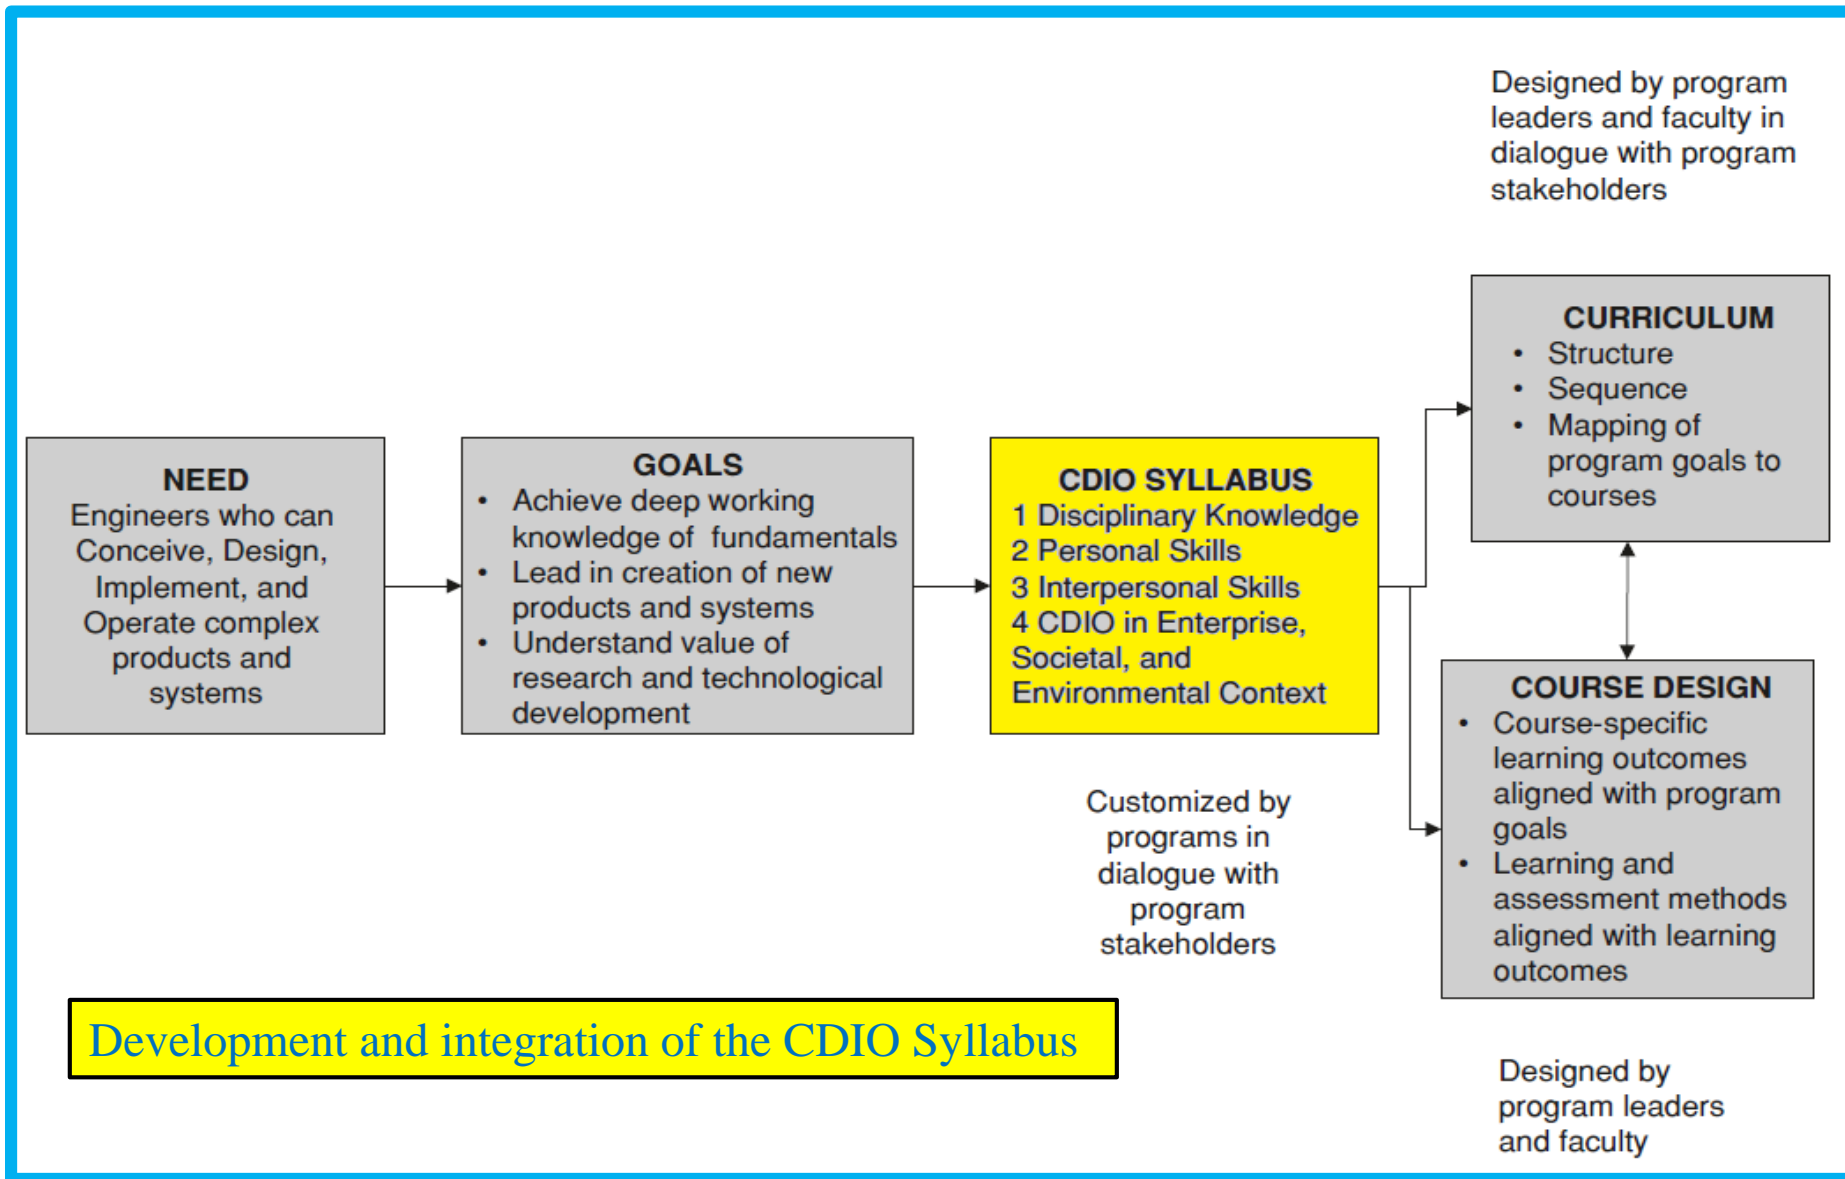 Designed by program
leaders and faculty in
dialogue with program
stakeholders
NEED
Engineers who can
Conceive, Design,
Implement, and
Operate complex
products and
systems
GOALS
• Achieve deep working
knowledge of fundamentals
• Lead in creation of new
products and systems
• Understand value of
research and technological
development
CDIO SYLLABUS
1 Disciplinary Knowledge
2 Personal Skills
3 Interpersonal Skills
4 CDIO in Enterprise,
Societal, and
Environmental Context
Customized by
programs in
dialogue with
program
stakeholders
CURRICULUM
• Structure
• Sequence
• Mapping of
program goals to
courses
COURSE DESIGN
• Course-specific
learning outcomes
aligned with program
goals
• Learning and
assessment methods
aligned with learning
outcomes
Designed by
program leaders
and faculty
Development and integration of the CDIO Syllabus